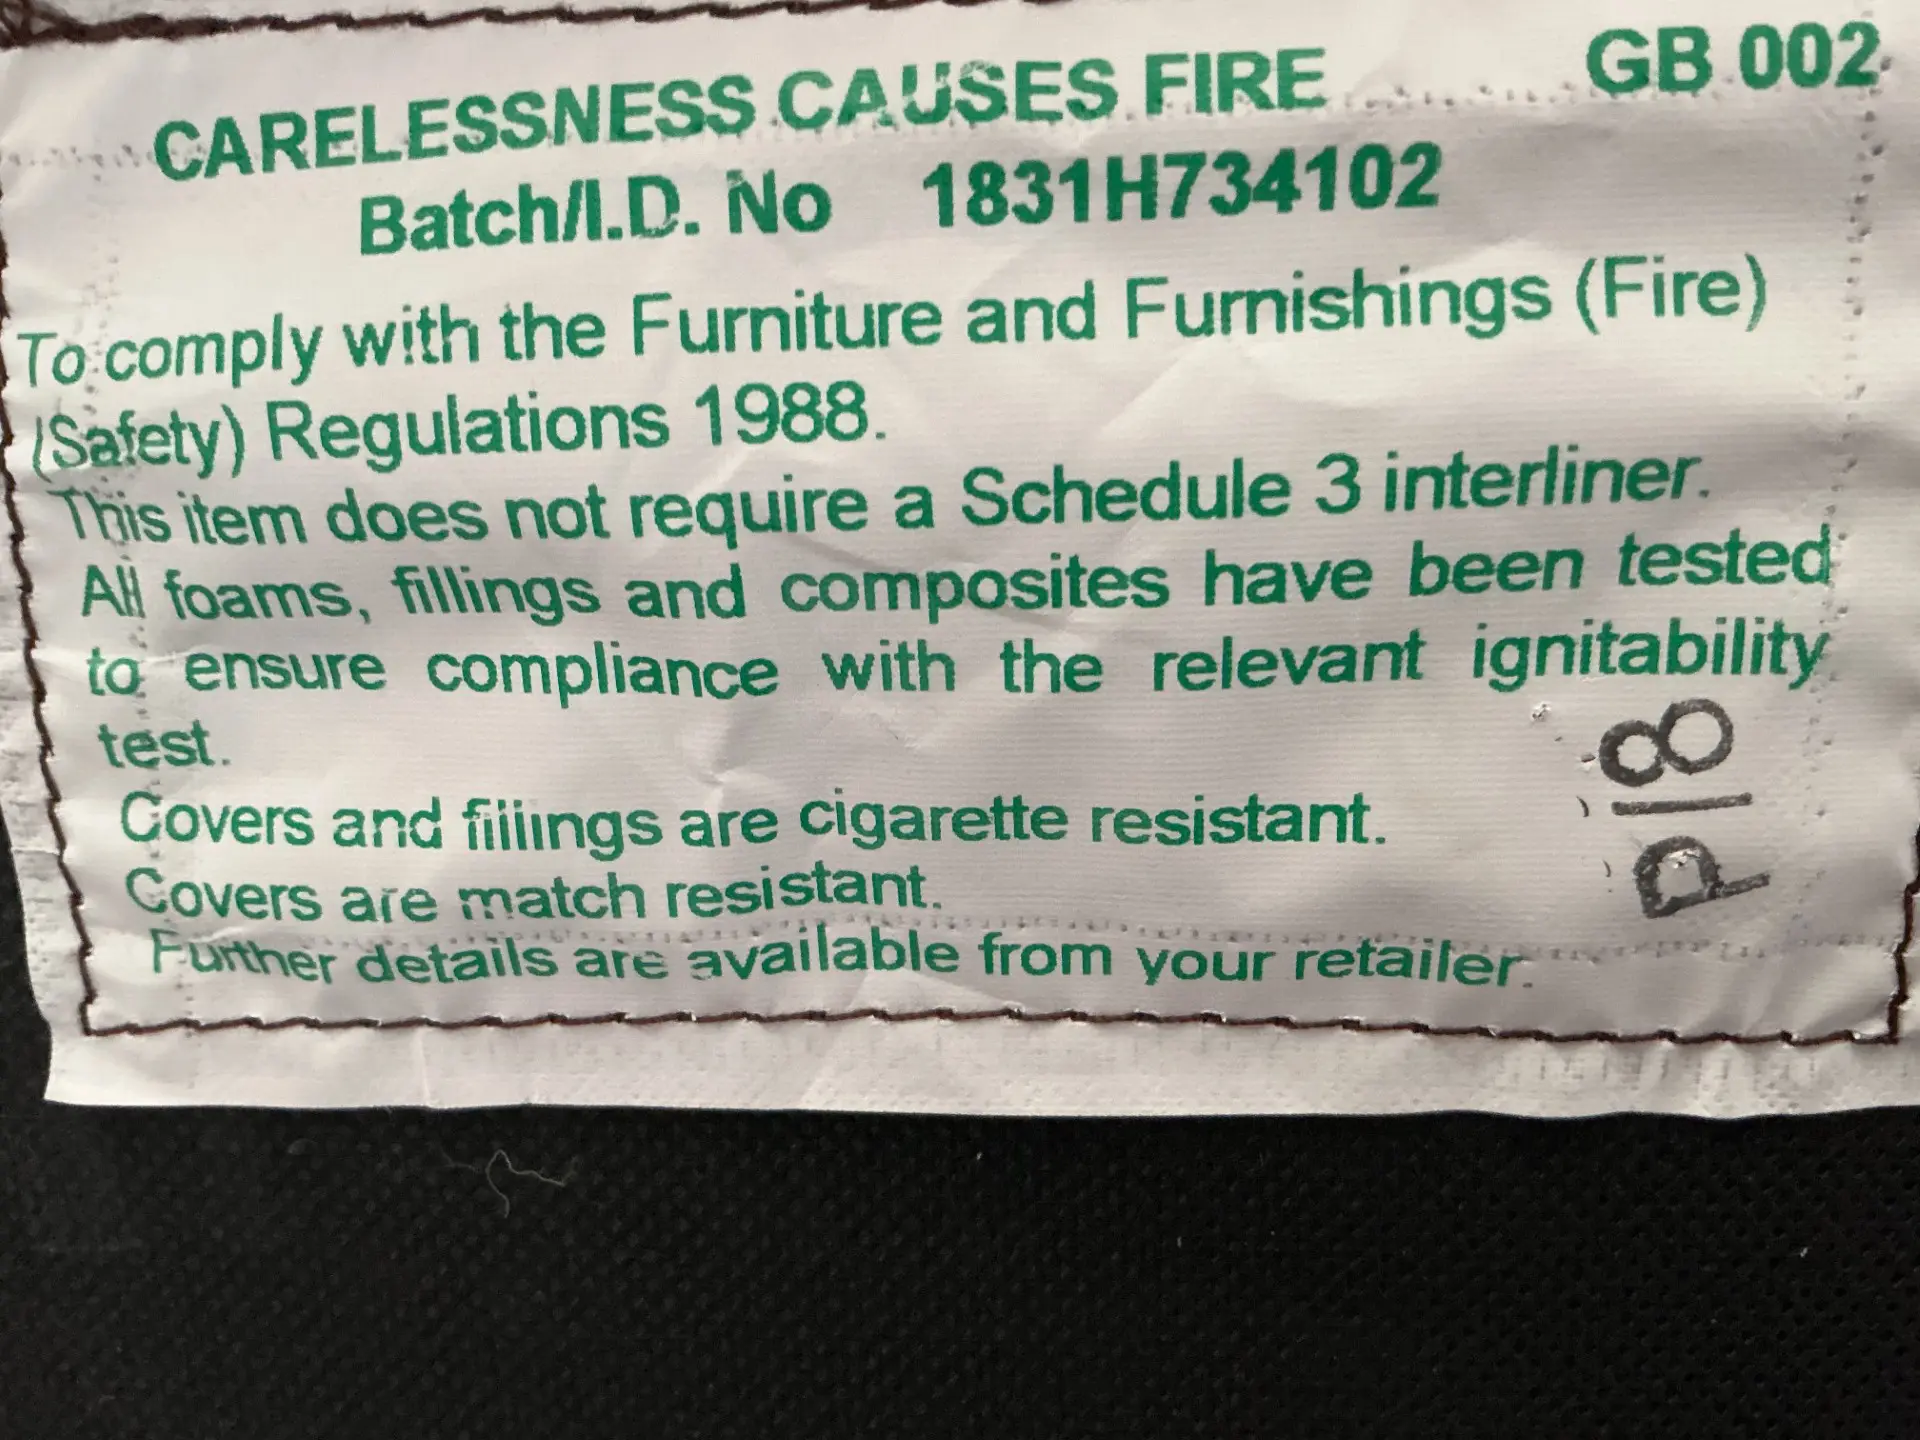 CARELESSNESS CAUSES FIRE GB 002
Batch/I.D. No 1831H734102
To comply with the Furniture and Furnishings (Fire)
(Safety) Regulations 1988.
This item does not require a Schedule 3 interliner.
All foams, fillings and composites have been tested
to ensure compliance with the relevant ignitability
test.
Covers and fillings are cigarette resistant.
Covers are match resistant.
Further details are available from your retailer.
P18